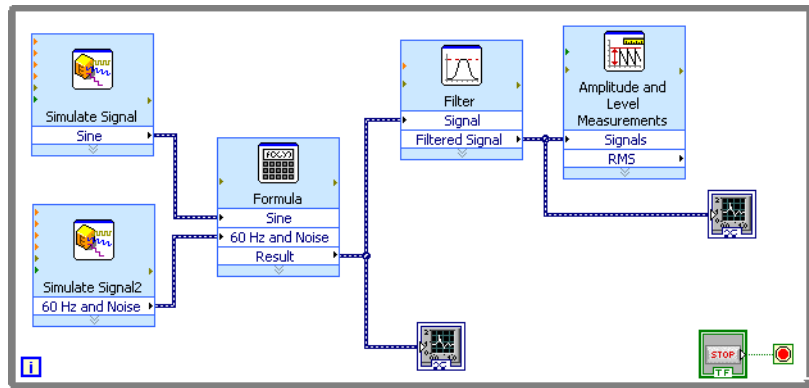 Simulate Signal
Sine
Simulate Signal2
60 Hz and Noise
f(x,y)
Formula
Sine
60 Hz and Noise
Result
Filter
Signal
Filtered Signal
Amplitude and
Level
Measurements
Signals
RMS
STOP
TF
i